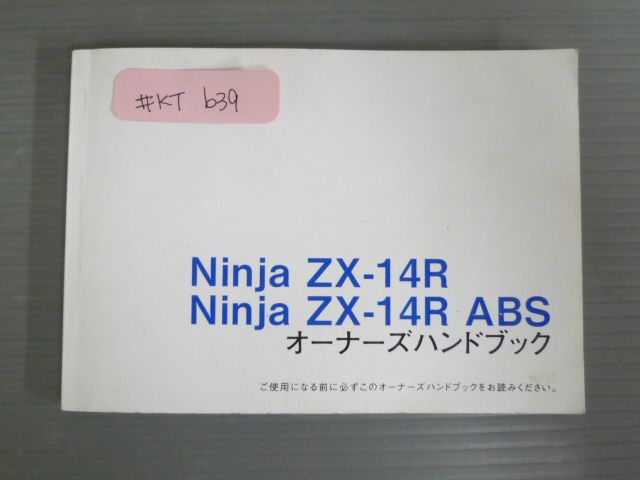 #KT b39
Ninja ZX-14R
Ninja ZX-14R ABS
オーナーズハンドブック
ご使用になる前に必ずこのオーナーズハンドブックをお読みください。